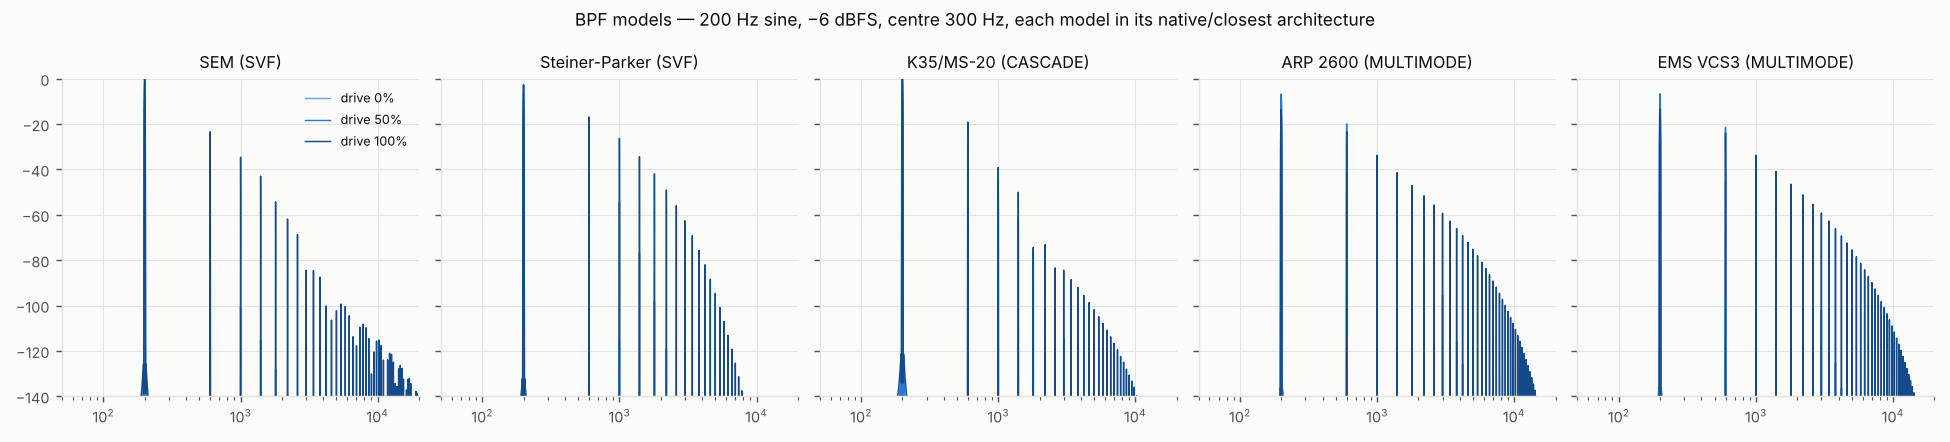 BPF models — 200 Hz sine, −6 dBFS, centre 300 Hz, each model in its native/closest architecture
SEM (SVF)
Steiner-Parker (SVF)
K35/MS-20 (CASCADE)
ARP 2600 (MULTIMODE)
EMS VCS3 (MULTIMODE)
drive 0%
drive 50%
drive 100%
0
−20
−40
−60
−80
−100
−120
−140
10² 10³ 10⁴
10² 10³ 10⁴
10² 10³ 10⁴
10² 10³ 10⁴
10² 10³ 10⁴